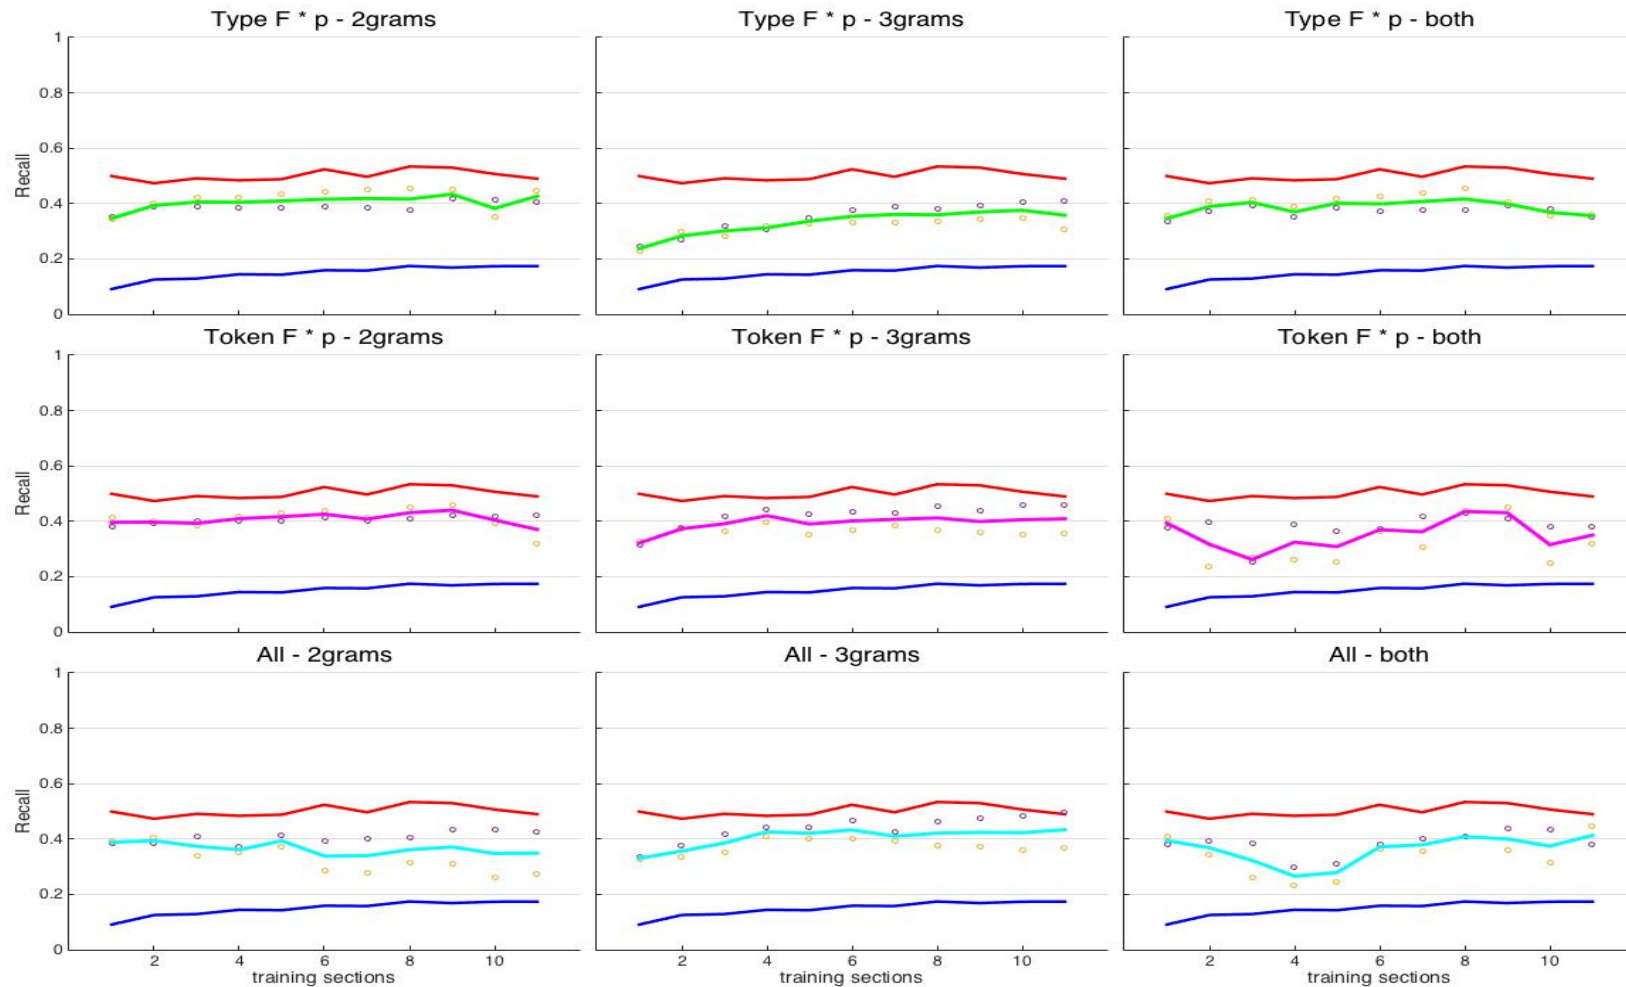 Type F * p - 2grams
Type F * p - 3grams
Type F * p - both
1
0.8
0.6
0.4
0.2
0
Recall
Token F * p - 2grams
Token F * p - 3grams
Token F * p - both
1
0.8
0.6
0.4
0.2
0
Recall
All - 2grams
All - 3grams
All - both
1
0.8
0.6
0.4
0.2
0
Recall
2 4 6 8 10
2 4 6 8 10
2 4 6 8 10
training sections
training sections
training sections